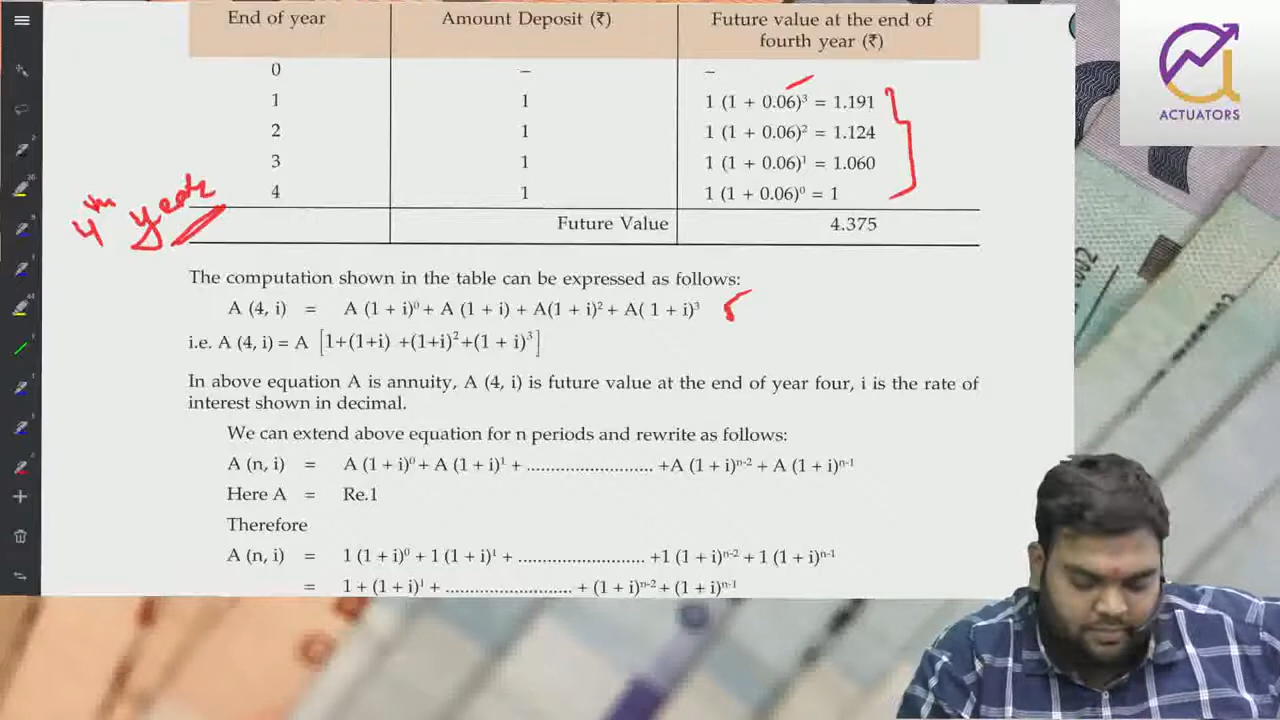 End of year Amount Deposit (₹) Future value at the end of fourth year (₹)
0 – –
1 1 1 (1 + 0.06)³ = 1.191
2 1 1 (1 + 0.06)² = 1.124
3 1 1 (1 + 0.06)¹ = 1.060
4 1 1 (1 + 0.06)⁰ = 1
Future Value 4.375
4th year
The computation shown in the table can be expressed as follows:
A (4, i) = A (1 + i)⁰ + A (1 + i) + A(1 + i)² + A( 1 + i)³
i.e. A (4, i) = A [1+(1+i) +(1+i)²+(1 + i)³]
In above equation A is annuity, A (4, i) is future value at the end of year four, i is the rate of
interest shown in decimal.
We can extend above equation for n periods and rewrite as follows:
A (n, i) = A (1 + i)⁰ + A (1 + i)¹ + ............................ +A (1 + i)ⁿ⁻² + A (1 + i)ⁿ⁻¹
Here A = Re.1
Therefore
A (n, i) = 1 (1 + i)⁰ + 1 (1 + i)¹ + ............................ +1 (1 + i)ⁿ⁻² + 1 (1 + i)ⁿ⁻¹
= 1 + (1 + i)¹ + ............................ + (1 + i)ⁿ⁻² + (1 + i)ⁿ⁻¹
ACTUATORS